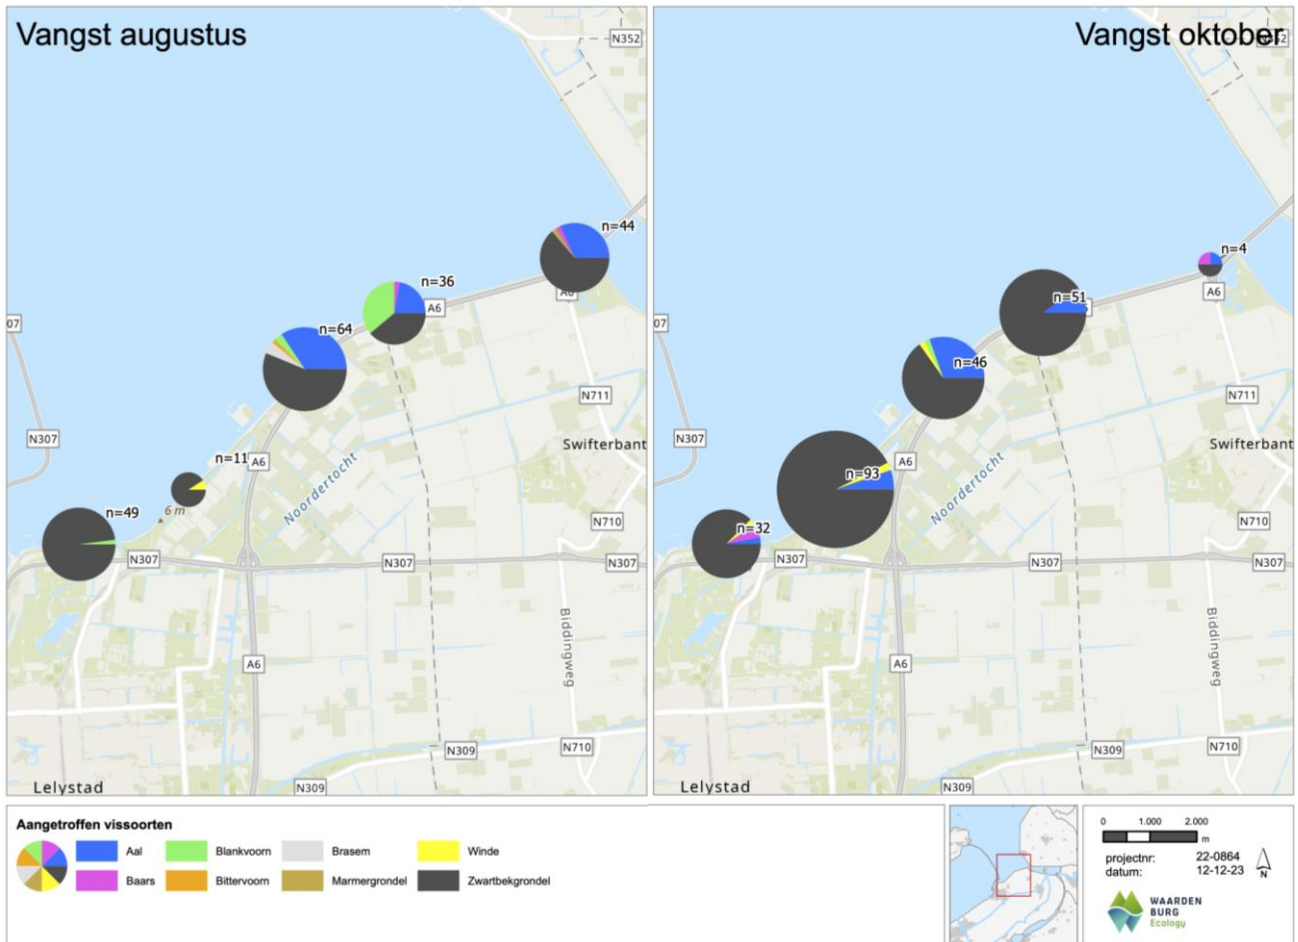 Vangst augustus
N352
n=44
A6
n=36
A6
n=64
N711
07
N307
Swifterbant
n=11
A6
Noordertocht
6 m
n=49
N710
N307
N307
N307
Biddingweg
A6
N309
N710
Lelystad
N309
Vangst oktober
n=4
A6
n=51
n=46
N711
07
N307
Swifterbant
A6
n=93
Noordertocht
n=32
N710
N307
N307
N307
Biddingweg
A6
N309
N710
Lelystad
N309
Aangetroffen vissoorten
Aal
Blankvoorn
Brasem
Winde
Baars
Bittervoorn
Marmergrondel
Zwartbekgrondel
0 1.000 2.000
m
projectnr: 22-0864
datum: 12-12-23
N
WAARDEN
BURG
Ecology